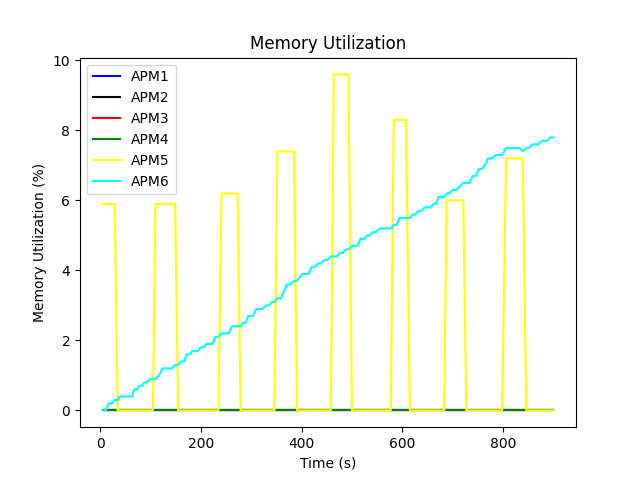 Memory Utilization
10
8
6
4
2
0
Memory Utilization (%)
APM1
APM2
APM3
APM4
APM5
APM6
0 200 400 600 800
Time (s)